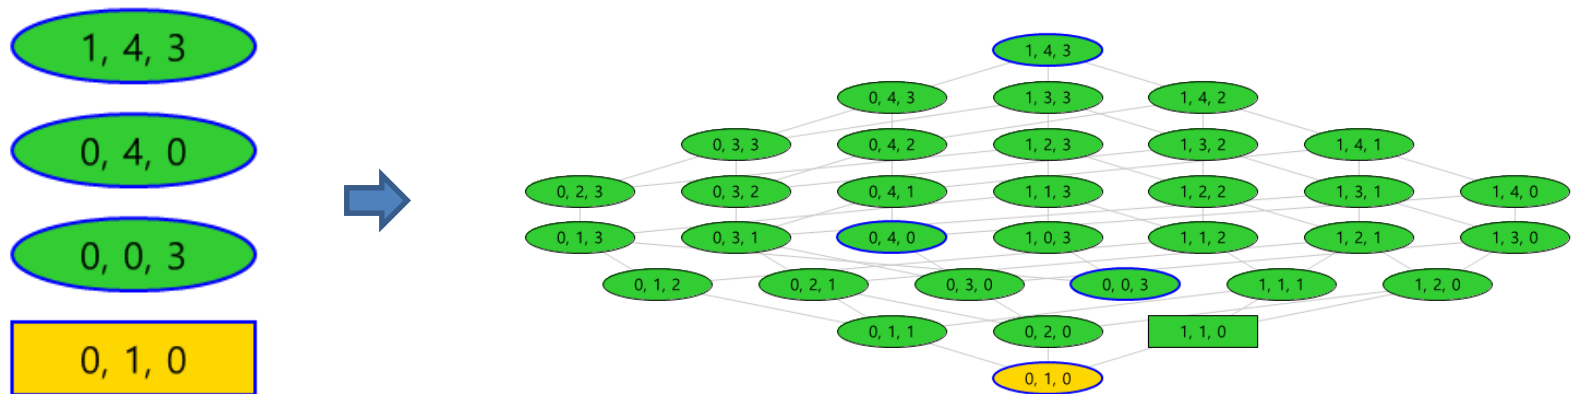 1, 4, 3
0, 4, 0
0, 0, 3
0, 1, 0
1, 4, 3
0, 4, 3
1, 3, 3
1, 4, 2
0, 3, 3
0, 4, 2
1, 2, 3
1, 3, 2
1, 4, 1
0, 2, 3
0, 3, 2
0, 4, 1
1, 1, 3
1, 2, 2
1, 3, 1
1, 4, 0
0, 1, 3
0, 3, 1
0, 4, 0
1, 0, 3
1, 1, 2
1, 2, 1
1, 3, 0
0, 1, 2
0, 2, 1
0, 3, 0
0, 0, 3
1, 1, 1
1, 2, 0
0, 1, 1
0, 2, 0
1, 1, 0
0, 1, 0